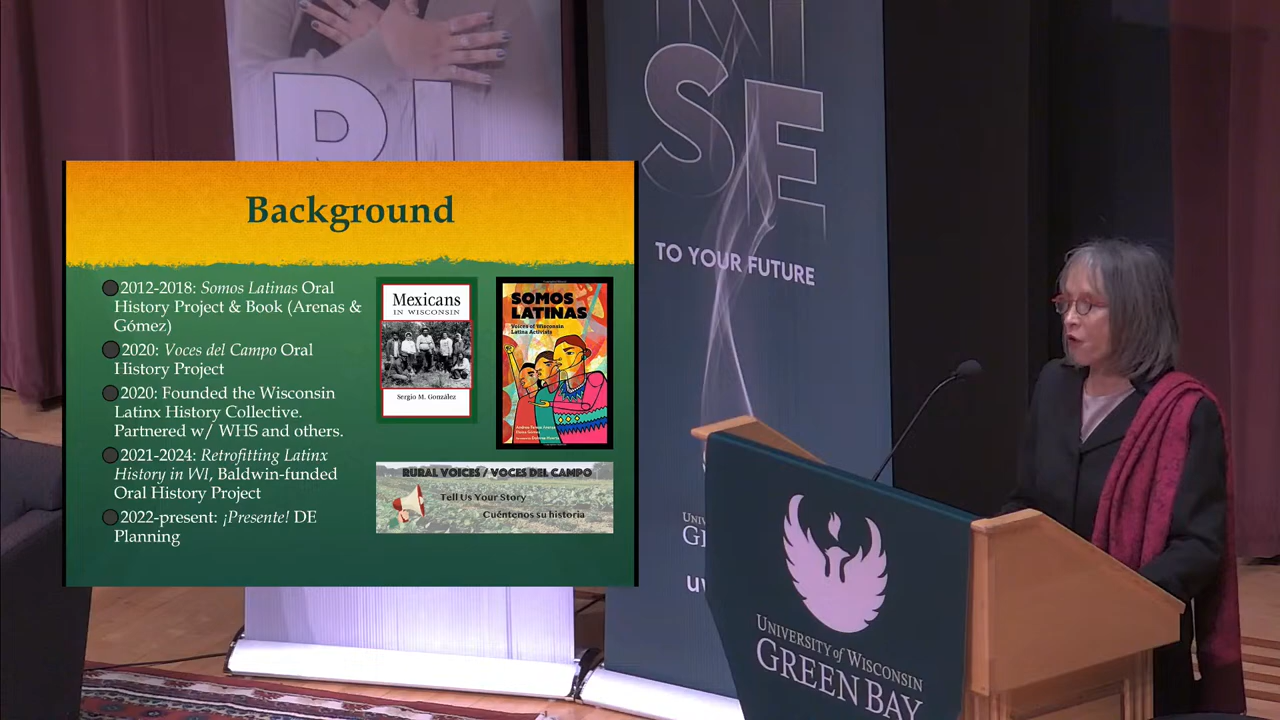 RI
SE
TO YOUR FUTURE
Background
2012-2018: Somos Latinas Oral
History Project & Book (Arenas &
Gómez)
2020: Voces del Campo Oral
History Project
2020: Founded the Wisconsin
Latinx History Collective.
Partnered w/ WHS and others.
2021-2024: Retrofitting Latinx
History in WI, Baldwin-funded
Oral History Project
2022-present: ¡Presente! DE
Planning
Mexicans
IN WISCONSIN
Sergio M. González
SOMOS
LATINAS
Voices of Wisconsin
Latina Activists
RURAL VOICES / VOCES DEL CAMPO
Tell Us Your Story
Cuéntenos su historia
UNIVERSITY of WISCONSIN
GREEN BAY